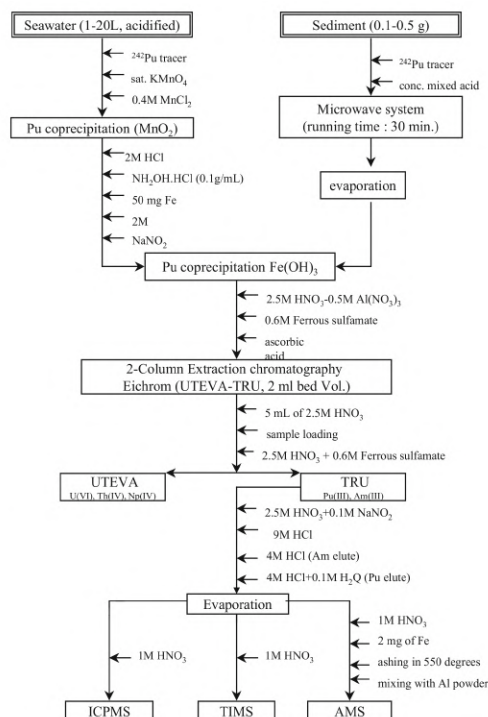 Seawater (1-20L, acidified)
²⁴²Pu tracer
sat. KMnO₄
0.4M MnCl₂
Pu coprecipitation (MnO₂)
2M HCl
NH₂OH.HCl (0.1g/mL)
50 mg Fe
2M
NaNO₂
Sediment (0.1-0.5 g)
²⁴²Pu tracer
conc. mixed acid
Microwave system
(running time : 30 min.)
evaporation
Pu coprecipitation Fe(OH)₃
2.5M HNO₃-0.5M Al(NO₃)₃
0.6M Ferrous sulfamate
ascorbic
acid
2-Column Extraction chromatography
Eichrom (UTEVA-TRU, 2 ml bed Vol.)
5 mL of 2.5M HNO₃
sample loading
2.5M HNO₃ + 0.6M Ferrous sulfamate
UTEVA
U(VI), Th(IV), Np(IV)
TRU
Pu(III), Am(III)
2.5M HNO₃+0.1M NaNO₂
9M HCl
4M HCl (Am elute)
4M HCl+0.1M H₂Q (Pu elute)
Evaporation
1M HNO₃
1M HNO₃
1M HNO₃
2 mg of Fe
ashing in 550 degrees
mixing with Al powder
ICPMS
TIMS
AMS